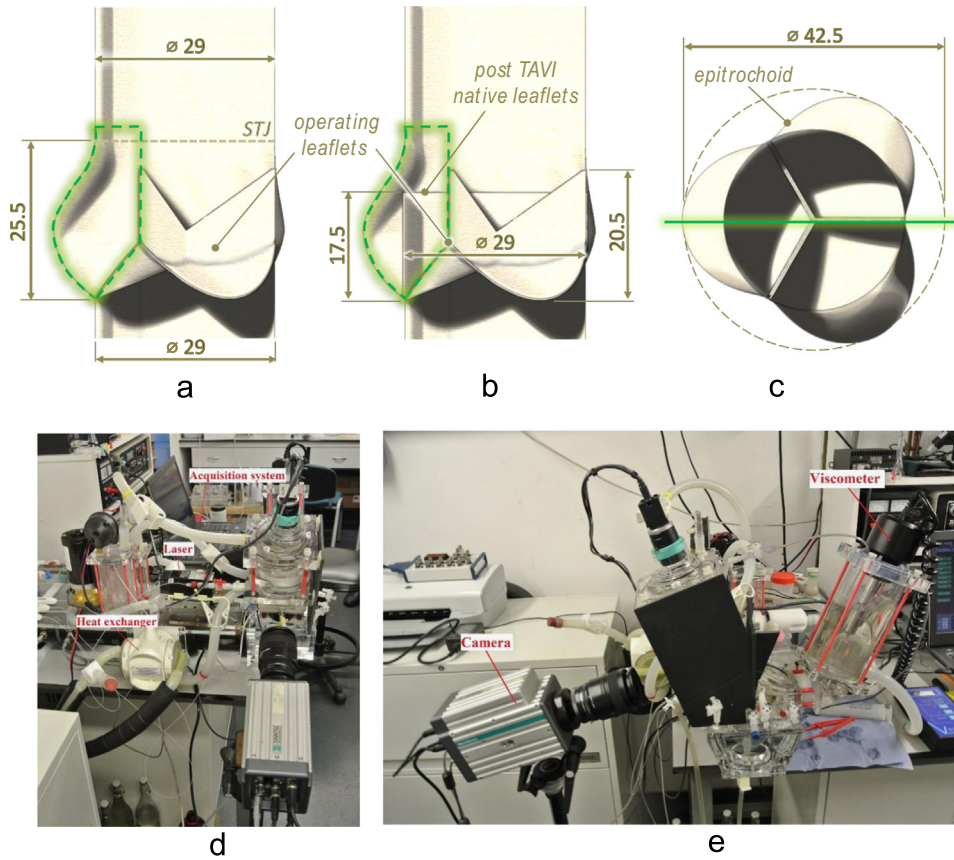 ø 29
STJ
25.5
operating
leaflets
ø 29
a
post TAVI
native leaflets
17.5
ø 29
20.5
b
ø 42.5
epitrochoid
c
Acquisition system
Laser
Heat exchanger
d
Viscometer
Camera
e